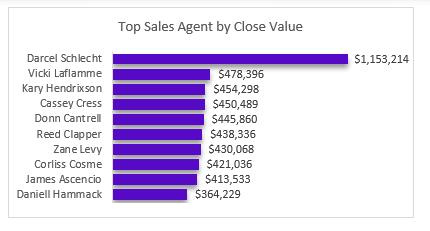 Top Sales Agent by Close Value
Darcel Schlecht $1,153,214
Vicki Laflamme $478,396
Kary Hendrixson $454,298
Cassey Cress $450,489
Donn Cantrell $445,860
Reed Clapper $438,336
Zane Levy $430,068
Corliss Cosme $421,036
James Ascencio $413,533
Daniell Hammack $364,229